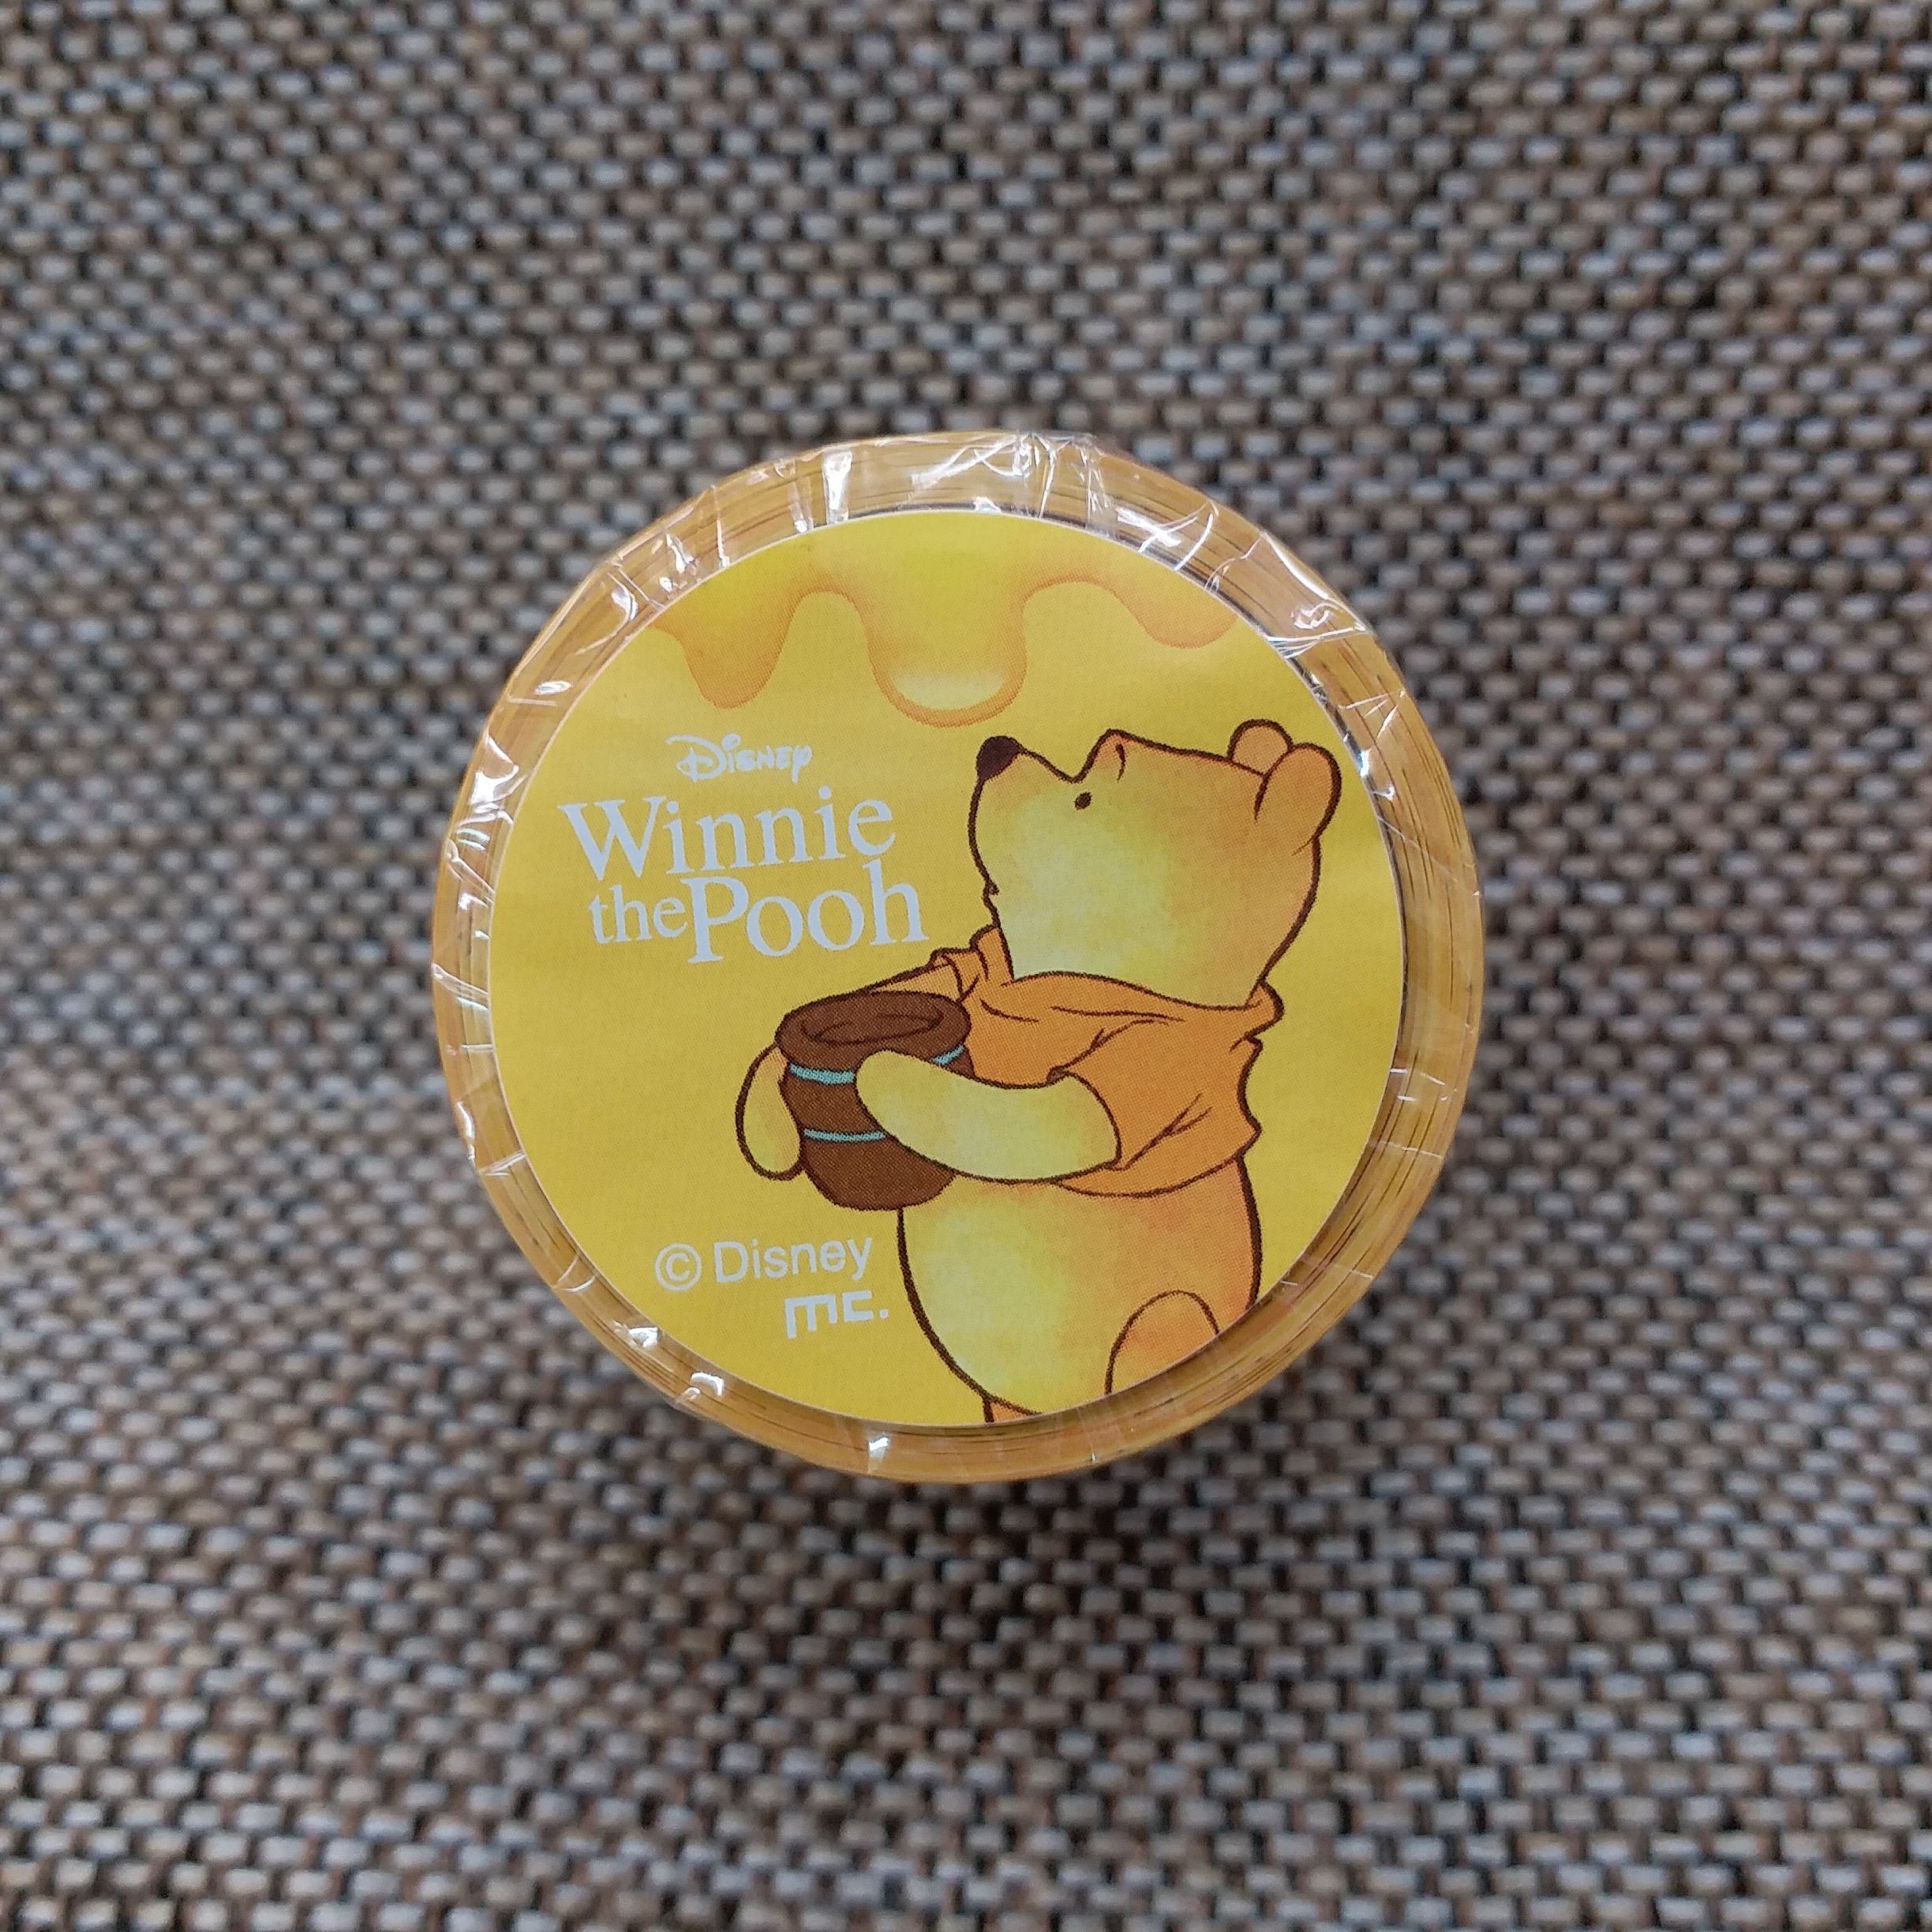 Disney
Winnie
the Pooh
© Disney
mc.